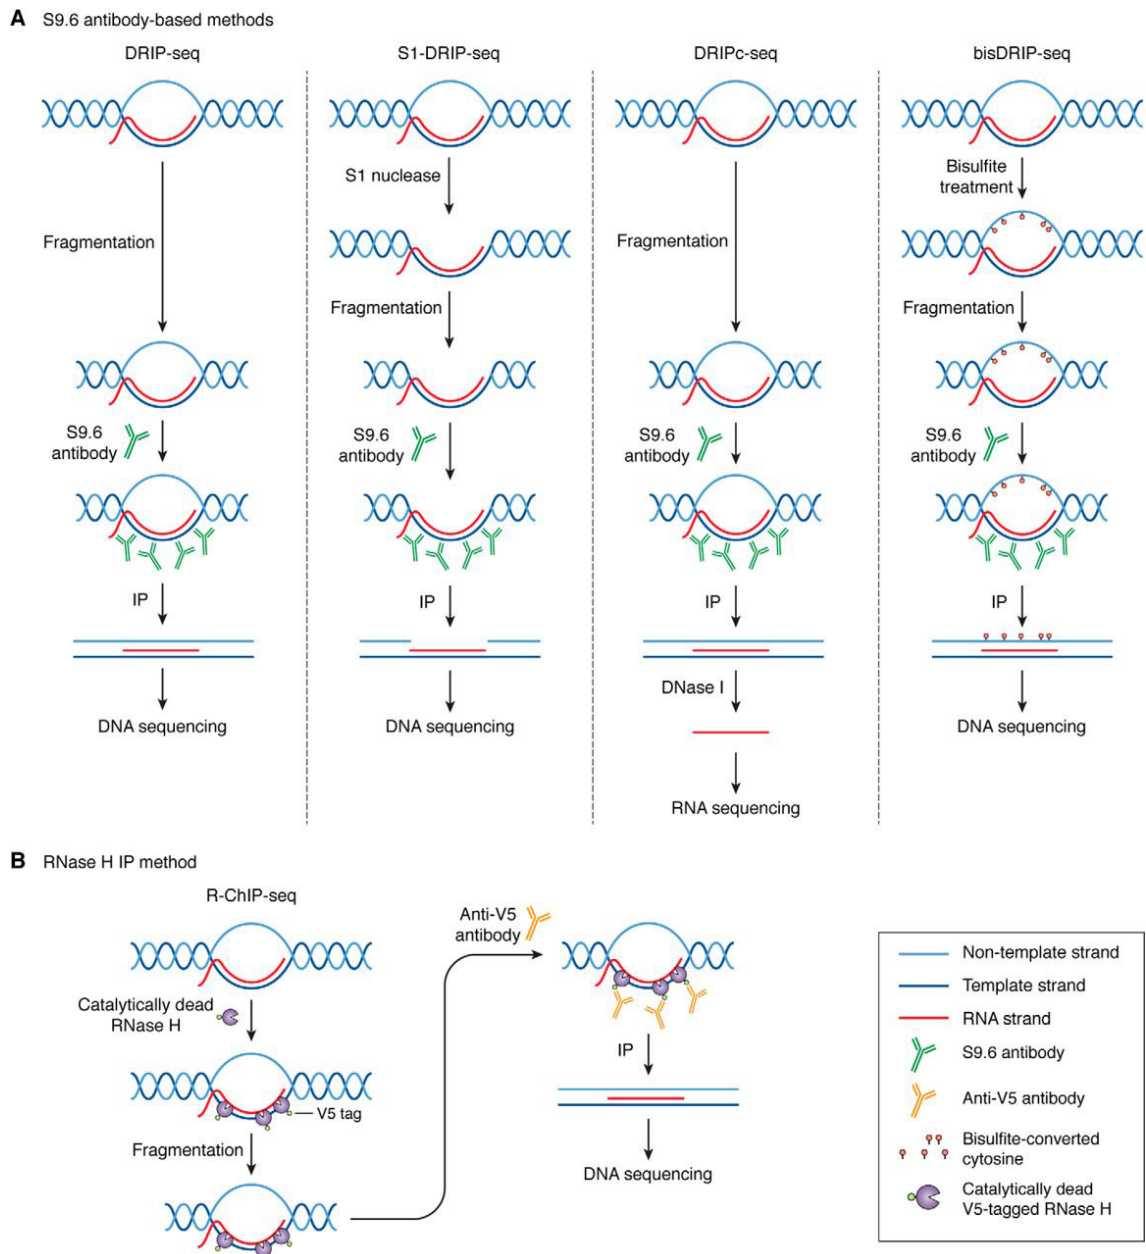 A S9.6 antibody-based methods
DRIP-seq
Fragmentation
S9.6
antibody
IP
DNA sequencing
S1-DRIP-seq
S1 nuclease
Fragmentation
S9.6
antibody
IP
DNA sequencing
DRIPc-seq
Fragmentation
S9.6
antibody
IP
DNase I
RNA sequencing
bisDRIP-seq
Bisulfite
treatment
Fragmentation
S9.6
antibody
IP
DNA sequencing
B RNase H IP method
R-ChIP-seq
Catalytically dead
RNase H
V5 tag
Fragmentation
Anti-V5
antibody
IP
DNA sequencing
Non-template strand
Template strand
RNA strand
S9.6 antibody
Anti-V5 antibody
Bisulfite-converted
cytosine
Catalytically dead
V5-tagged RNase H